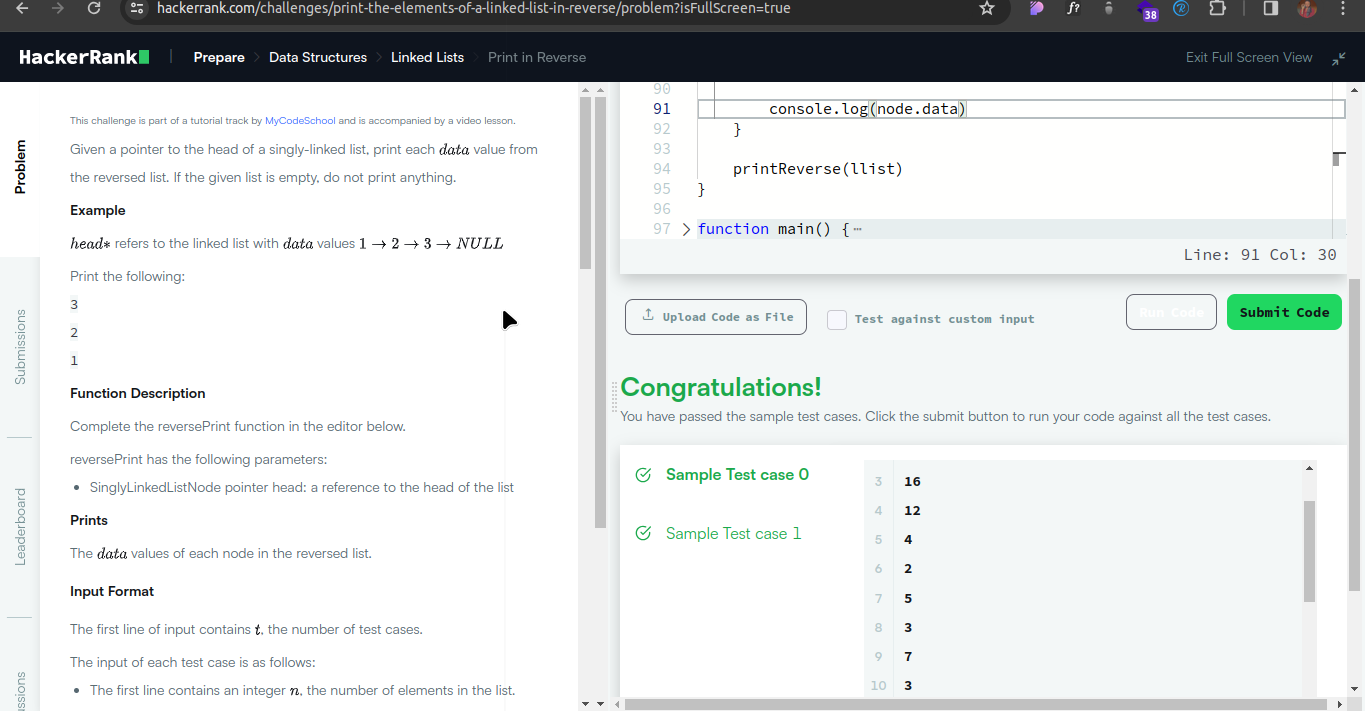 hackerrank.com/challenges/print-the-elements-of-a-linked-list-in-reverse/problem?isFullScreen=true
f?
38
HackerRank
Prepare
Data Structures
Linked Lists
Print in Reverse
Exit Full Screen View
Problem
Submissions
Leaderboard
This challenge is part of a tutorial track by MyCodeSchool and is accompanied by a video lesson.
Given a pointer to the head of a singly-linked list, print each data value from
the reversed list. If the given list is empty, do not print anything.
Example
head* refers to the linked list with data values 1 → 2 → 3 → NULL
Print the following:
3
2
1
Function Description
Complete the reversePrint function in the editor below.
reversePrint has the following parameters:
• SinglyLinkedListNode pointer head: a reference to the head of the list
Prints
The data values of each node in the reversed list.
Input Format
The first line of input contains t, the number of test cases.
The input of each test case is as follows:
• The first line contains an integer n, the number of elements in the list.
90
91 console.log(node.data)
92 }
93
94 printReverse(llist)
95 }
96
97 function main() {
Line: 91 Col: 30
Upload Code as File
Test against custom input
Run Code
Submit Code
Congratulations!
You have passed the sample test cases. Click the submit button to run your code against all the test cases.
Sample Test case 0
Sample Test case 1
3 16
4 12
5 4
6 2
7 5
8 3
9 7
10 3